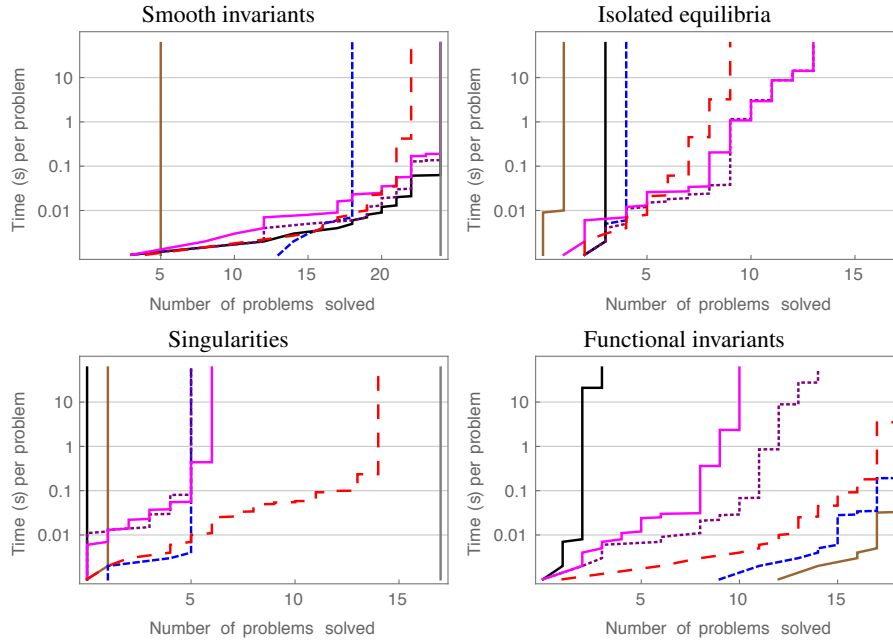 Smooth invariants
Time (s) per problem
10
1
0.1
0.01
5
10
15
20
Number of problems solved
Isolated equilibria
Time (s) per problem
10
1
0.1
0.01
5
10
15
Number of problems solved
Singularities
Time (s) per problem
10
1
0.1
0.01
5
10
15
Number of problems solved
Functional invariants
Time (s) per problem
10
1
0.1
0.01
5
10
15
Number of problems solved